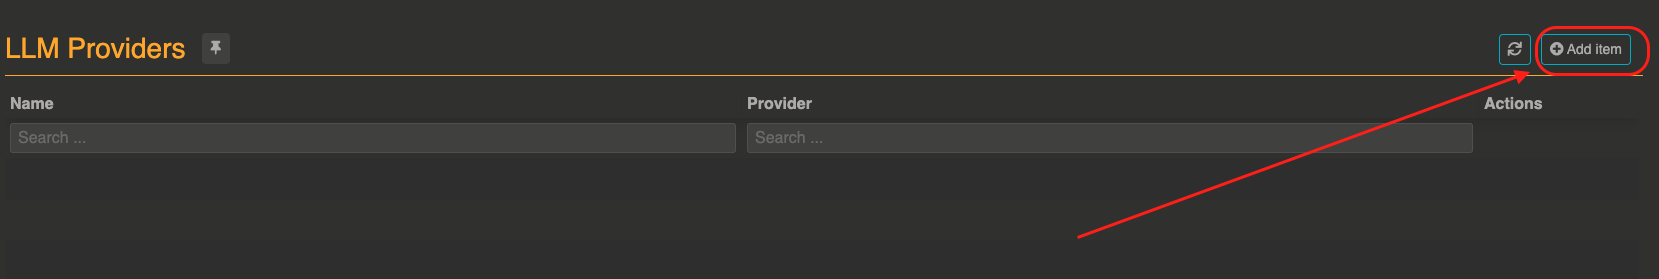 LLM Providers
Add item
Name Provider Actions
Search ... Search ...